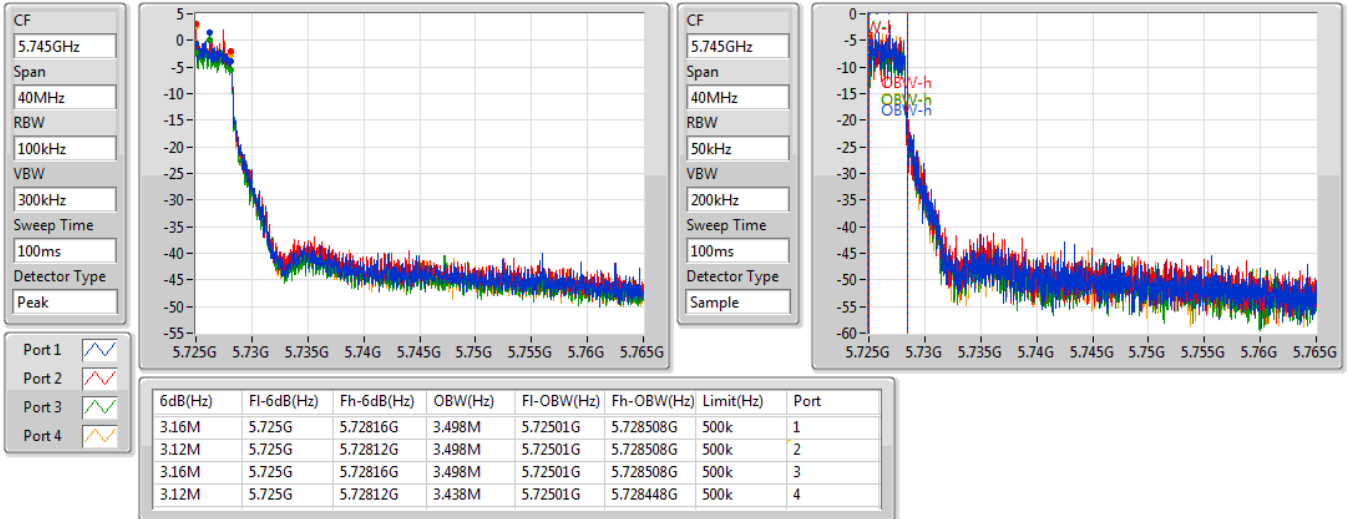 CF
5.745GHz
Span
40MHz
RBW
100kHz
VBW
300kHz
Sweep Time
100ms
Detector Type
Peak
5-
0-
-5-
-10-
-15-
-20-
-25-
-30-
-35-
-40-
-45-
-50-
-55-
5.725G 5.73G 5.735G 5.74G 5.745G 5.75G 5.755G 5.76G 5.765G
CF
5.745GHz
Span
40MHz
RBW
50kHz
VBW
200kHz
Sweep Time
100ms
Detector Type
Sample
0-
-5-
-10-
-15-
-20-
-25-
-30-
-35-
-40-
-45-
-50-
-55-
-60-
W-l
OBW-h
OBW-h
OBW-h
5.725G 5.73G 5.735G 5.74G 5.745G 5.75G 5.755G 5.76G 5.765G
Port 1
Port 2
Port 3
Port 4
6dB(Hz) Fl-6dB(Hz) Fh-6dB(Hz) OBW(Hz) Fl-OBW(Hz) Fh-OBW(Hz) Limit(Hz) Port
3.16M 5.725G 5.72816G 3.498M 5.72501G 5.728508G 500k 1
3.12M 5.725G 5.72812G 3.498M 5.72501G 5.728508G 500k 2
3.16M 5.725G 5.72816G 3.498M 5.72501G 5.728508G 500k 3
3.12M 5.725G 5.72812G 3.438M 5.72501G 5.728448G 500k 4